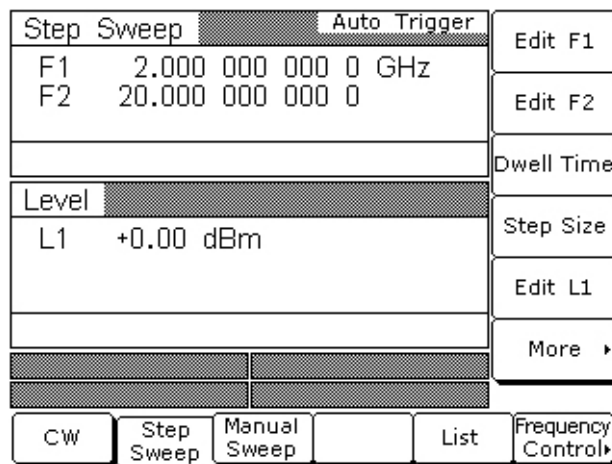 Step Sweep
Auto Trigger
F1 2.000 000 000 0 GHz
F2 20.000 000 000 0
Level
L1 +0.00 dBm
Edit F1
Edit F2
Dwell Time
Step Size
Edit L1
More
CW
Step Sweep
Manual Sweep
List
Frequency Control